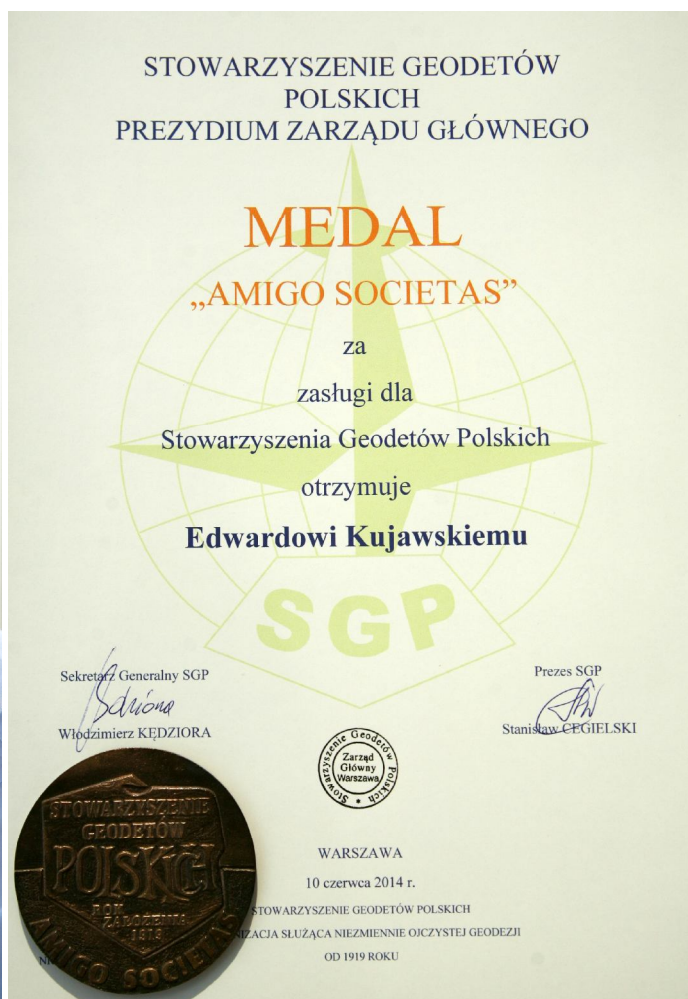 STOWARZYSZENIE GEODETÓW
POLSKICH
PREZYDIUM ZARZĄDU GŁÓWNEGO
MEDAL
„AMIGO SOCIETAS”
za
zasługi dla
Stowarzyszenia Geodetów Polskich
otrzymuje
Edwardowi Kujawskiemu
SGP
Sekretarz Generalny SGP
Włodzimierz KĘDZIORA
Prezes SGP
Stanisław CEGIELSKI
Stowarzyszenie Geodetów Polskich
Zarząd
Główny
Warszawa
STOWARZYSZENIE
GEODETÓW
POLSKICH
ROK
ZAŁOŻENIA
1919
AMIGO SOCIETAS
WARSZAWA
10 czerwca 2014 r.
STOWARZYSZENIE GEODETÓW POLSKICH
SŁUŻĄCA NIEZMIENNIE OJCZYSTEJ GEODEZJI
OD 1919 ROKU